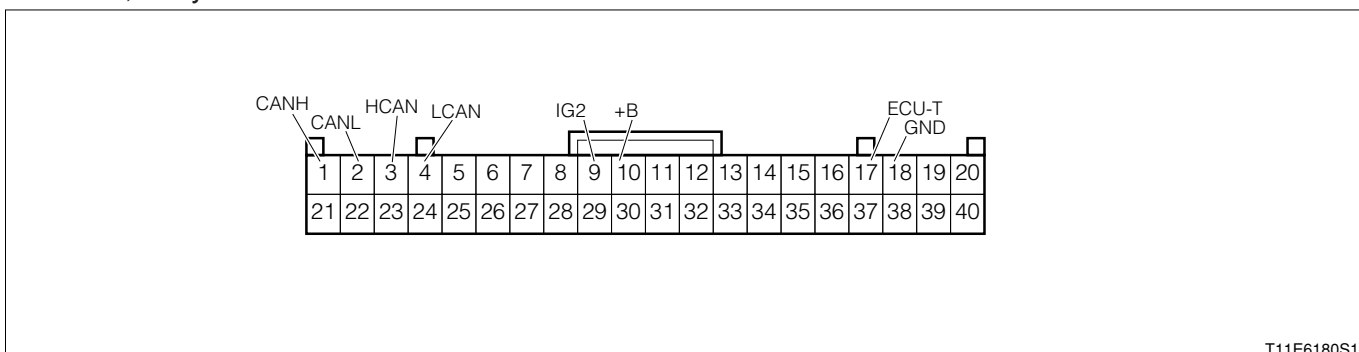 CANH
CANL
HCAN
LCAN
IG2
+B
ECU-T
GND
1 2 3 4 5 6 7 8 9 10 11 12 13 14 15 16 17 18 19 20
21 22 23 24 25 26 27 28 29 30 31 32 33 34 35 36 37 38 39 40
T11E6180S1